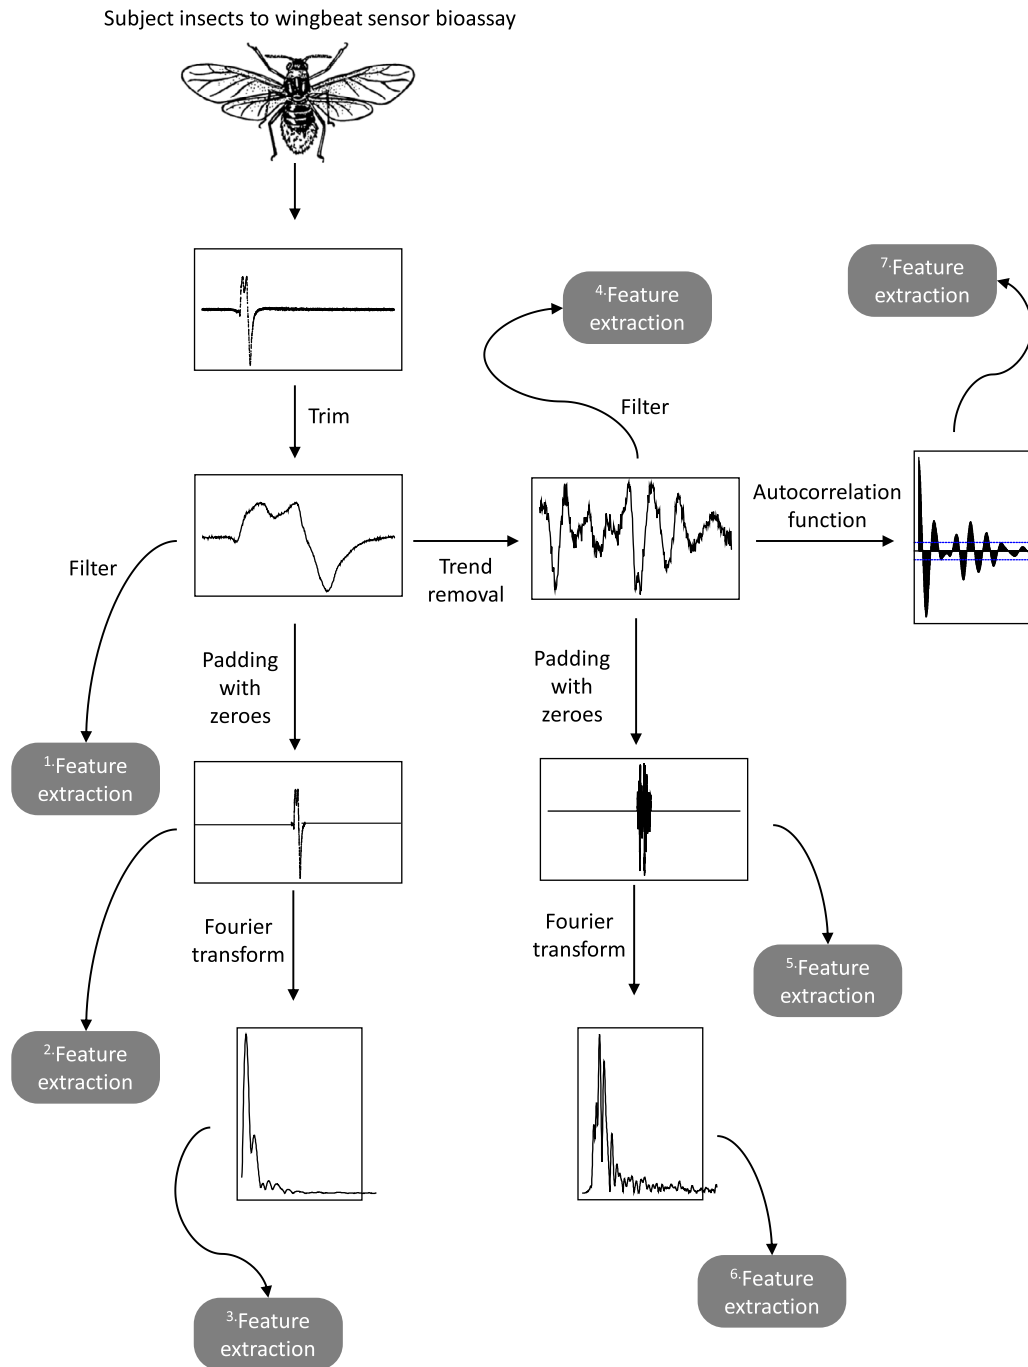 Subject insects to wingbeat sensor bioassay
Trim
Filter
1.Feature
extraction
Padding
with
zeroes
2.Feature
extraction
Fourier
transform
3.Feature
extraction
Trend
removal
Filter
4.Feature
extraction
Padding
with
zeroes
5.Feature
extraction
Fourier
transform
6.Feature
extraction
Autocorrelation
function
7.Feature
extraction